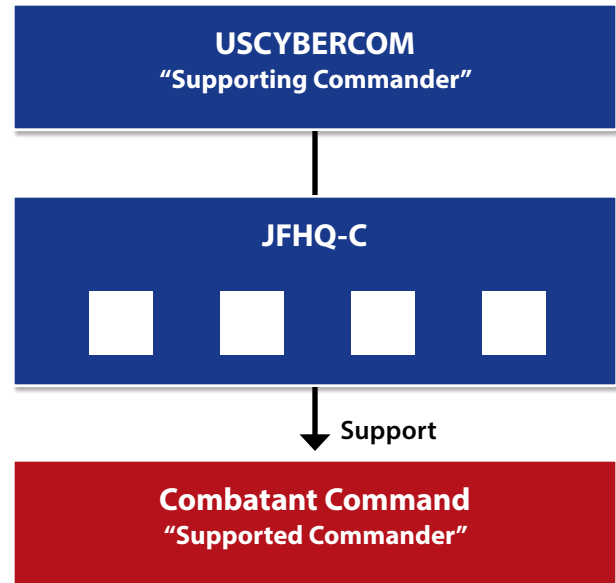 USCYBERCOM
“Supporting Commander”
JFHQ-C
Support
Combatant Command
“Supported Commander”